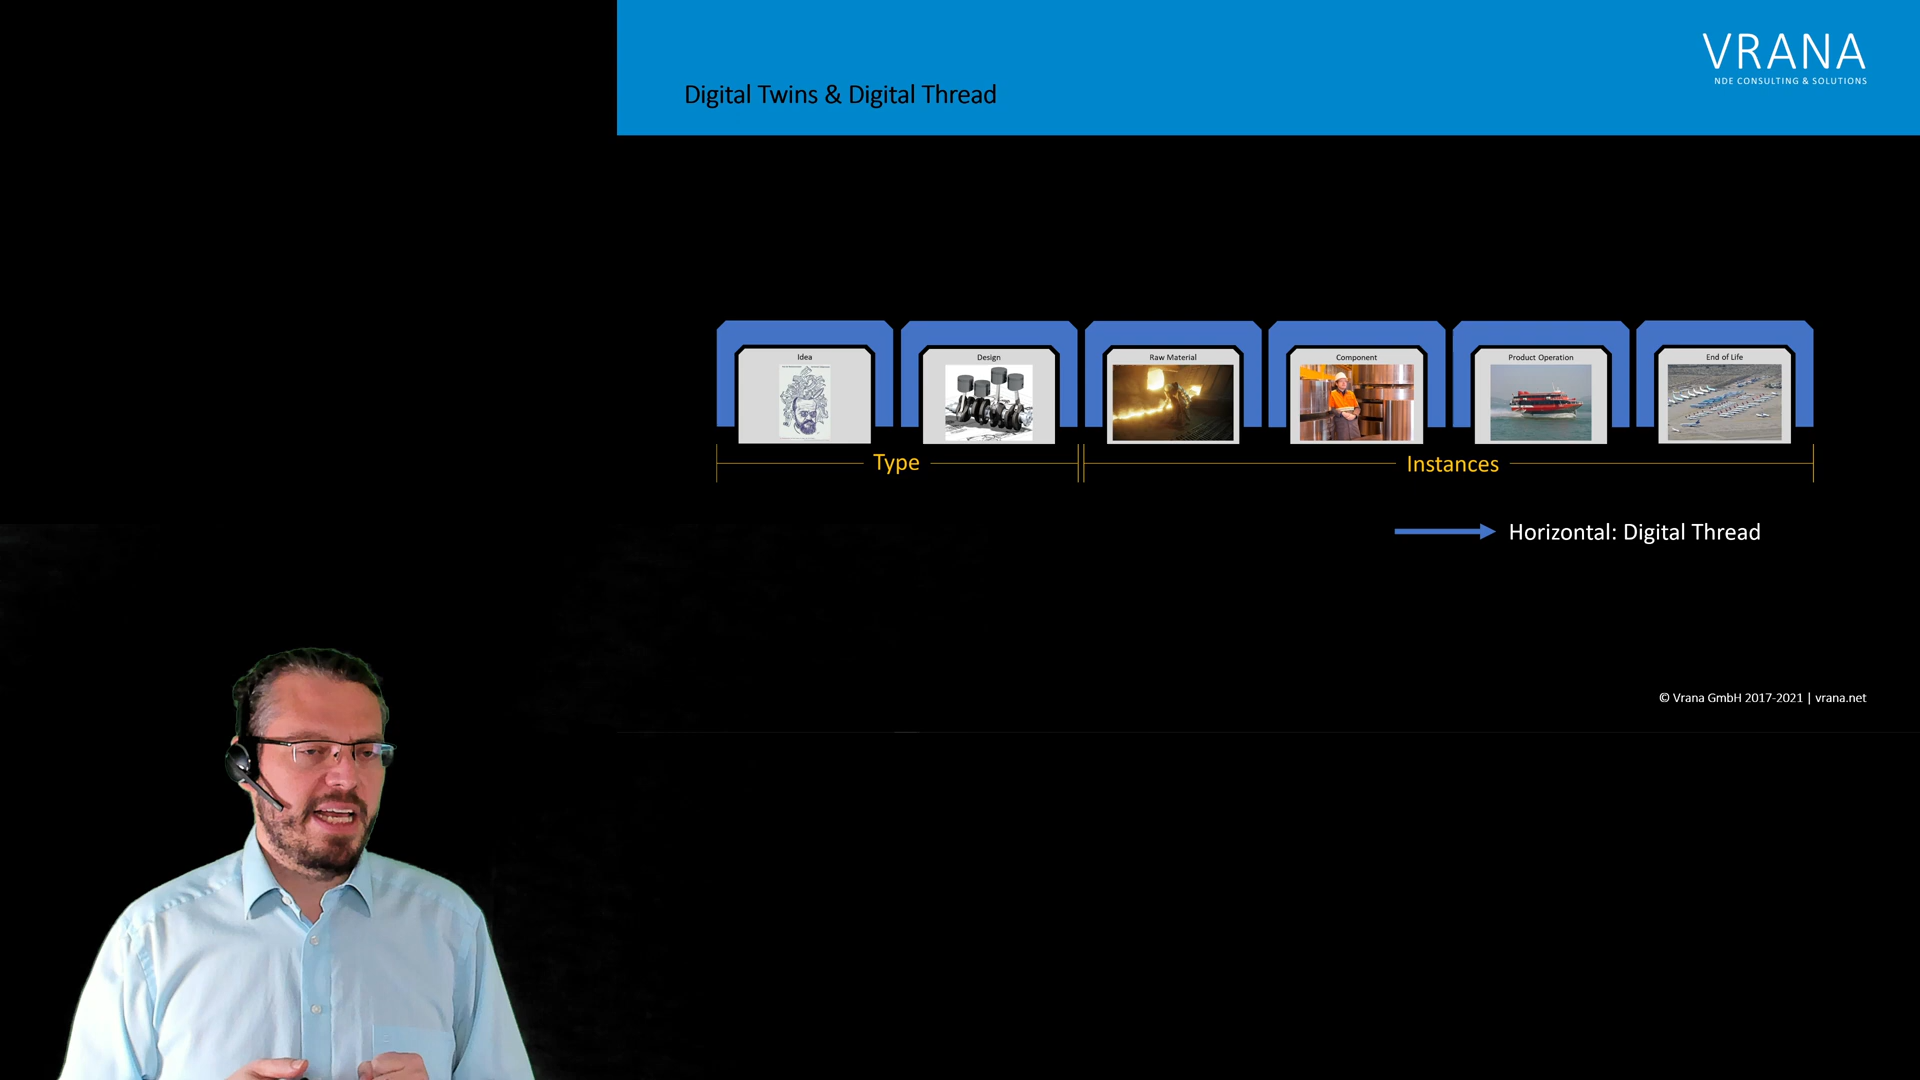 VRANA
NDE CONSULTING & SOLUTIONS
Digital Twins & Digital Thread
Idea
Design
Raw Material
Component
Product Operation
End of Life
Type
Instances
Horizontal: Digital Thread
© Vrana GmbH 2017-2021 | vrana.net